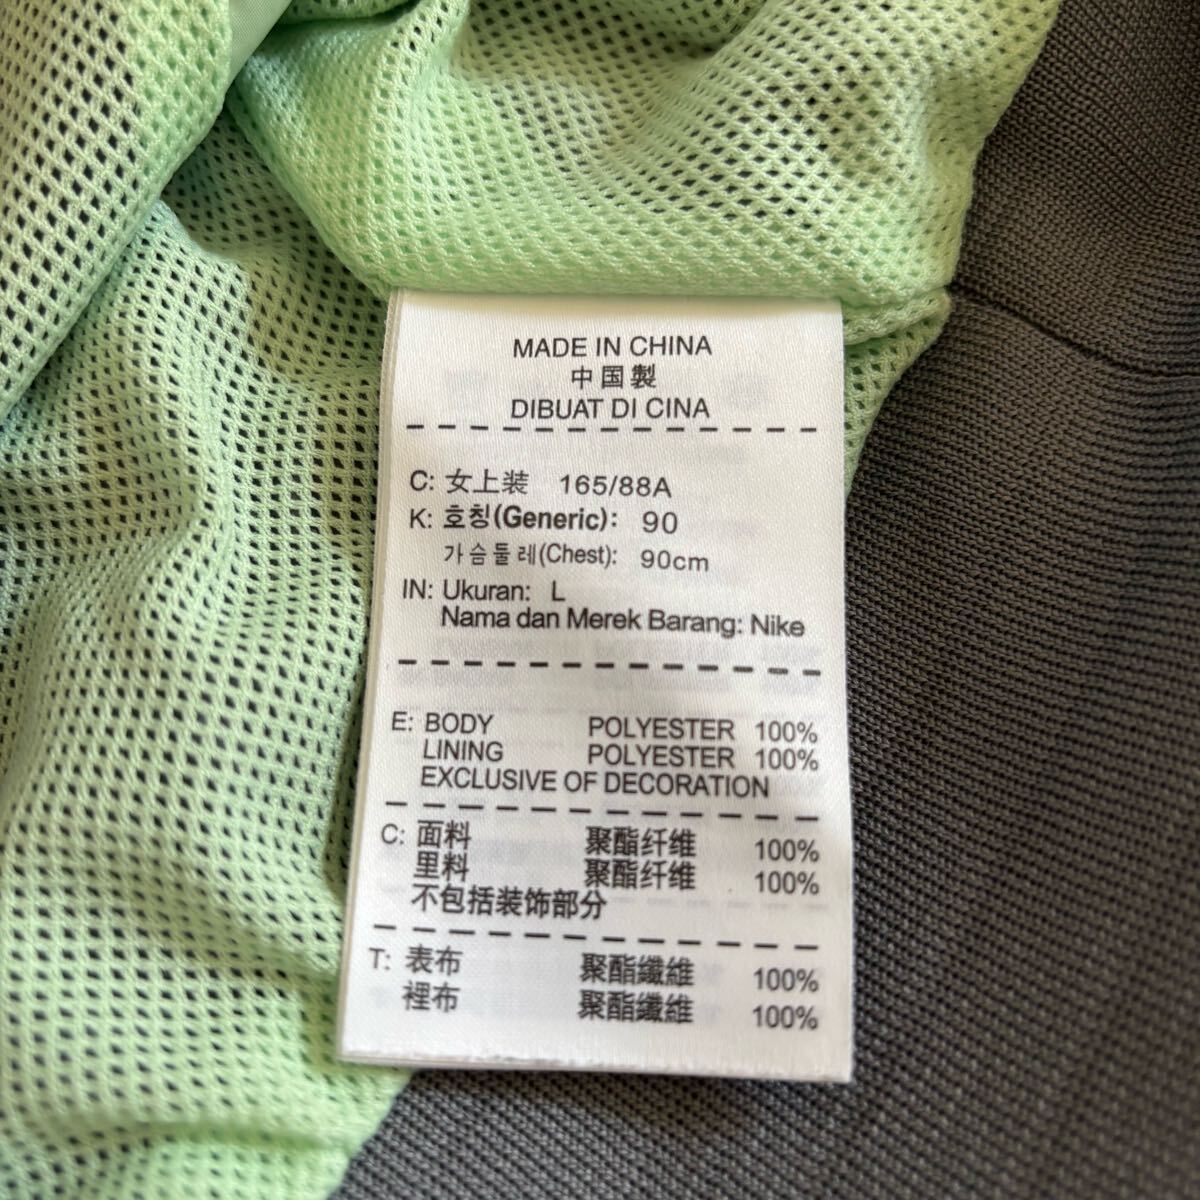 MADE IN CHINA
中国製
DIBUAT DI CINA
C: 女上装 165/88A
K: 호칭(Generic): 90
가슴둘레(Chest): 90cm
IN: Ukuran: L
Nama dan Merek Barang: Nike
E: BODY POLYESTER 100%
LINING POLYESTER 100%
EXCLUSIVE OF DECORATION
C: 面料 聚酯纤维 100%
里料 聚酯纤维 100%
不包括装饰部分
T: 表布 聚酯纖維 100%
裡布 聚酯纖維 100%